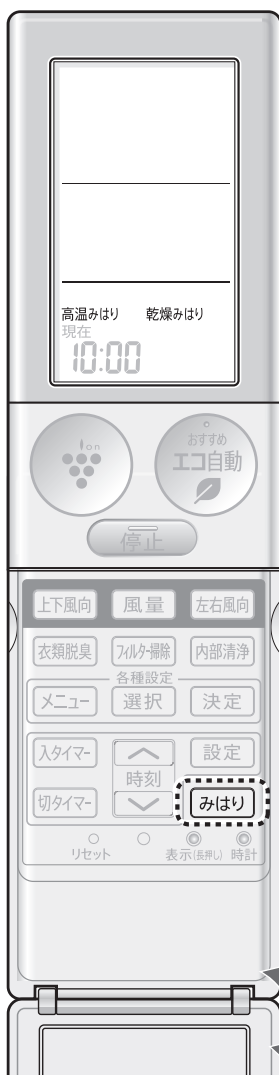 高温みはり 乾燥みはり
現在
10:00
ion
おすすめ
エコ自動
停止
上下風向 風量 左右風向
衣類脱臭 フィルター掃除 内部清浄
各種設定
メニュー 選択 決定
入タイマー 設定
時刻
切タイマー みはり
リセット 表示(長押し) 時計